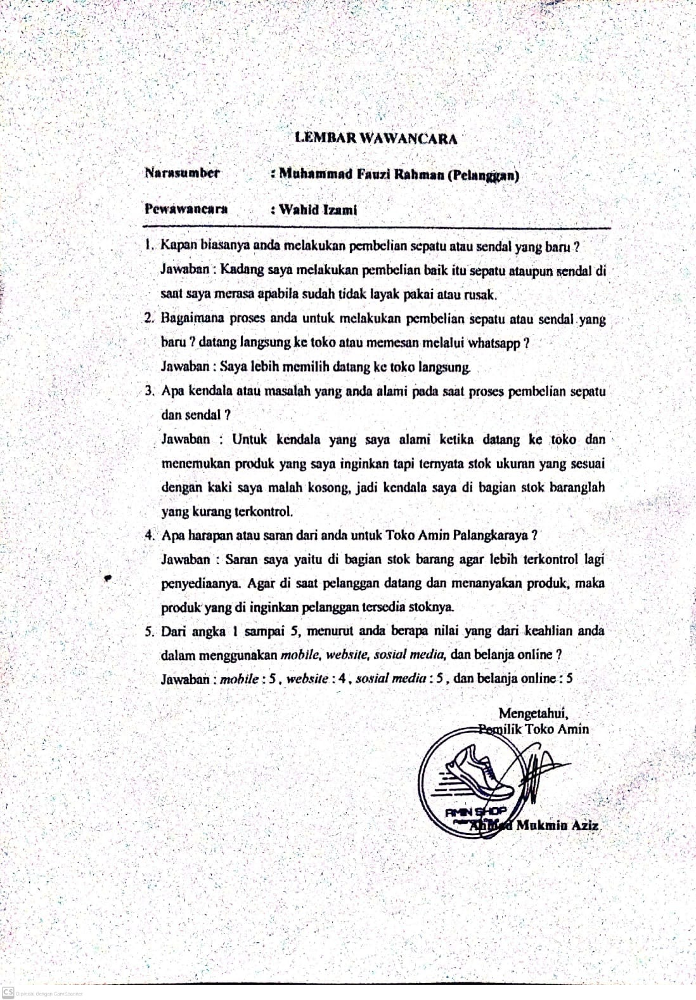 LEMBAR WAWANCARA
Narasumber : Muhammad Fauzi Rahman (Pelanggan)
Pewawancara : Wahid Izami
1. Kapan biasanya anda melakukan pembelian sepatu atau sendal yang baru ?
Jawaban : Kadang saya melakukan pembelian baik itu sepatu ataupun sendal di
saat saya merasa apabila sudah tidak layak pakai atau rusak.
2. Bagaimana proses anda untuk melakukan pembelian sepatu atau sendal yang
baru ? datang langsung ke toko atau memesan melalui whatsapp ?
Jawaban : Saya lebih memilih datang ke toko langsung.
3. Apa kendala atau masalah yang anda alami pada saat proses pembelian sepatu
dan sendal ?
Jawaban : Untuk kendala yang saya alami ketika datang ke toko dan
menemukan produk yang saya inginkan tapi ternyata stok ukuran yang sesuai
dengan kaki saya malah kosong, jadi kendala saya di bagian stok baranglah
yang kurang terkontrol.
4. Apa harapan atau saran dari anda untuk Toko Amin Palangkaraya ?
Jawaban : Saran saya yaitu di bagian stok barang agar lebih terkontrol lagi
penyediaanya. Agar di saat pelanggan datang dan menanyakan produk, maka
produk yang di inginkan pelanggan tersedia stoknya.
5. Dari angka 1 sampai 5, menurut anda berapa nilai yang dari keahlian anda
dalam menggunakan mobile, website, sosial media, dan belanja online ?
Jawaban : mobile : 5 , website : 4 , sosial media : 5 , dan belanja online : 5
Mengetahui,
Pemilik Toko Amin
AMIN SHOP
Ahmad Mukmin Aziz
CS Dipindai dengan CamScanner